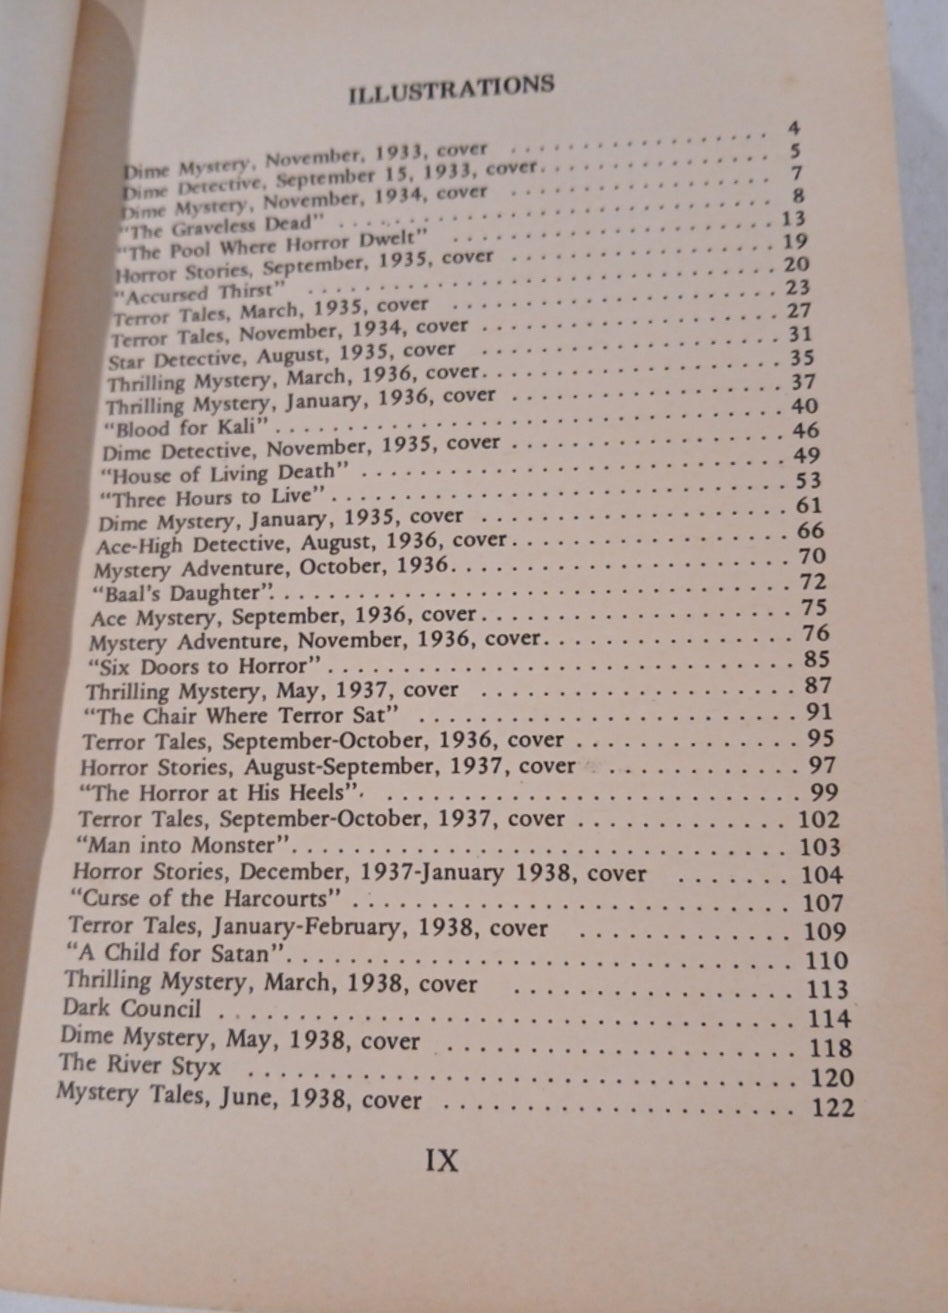 ILLUSTRATIONS
Dime Mystery, November, 1933, cover . . . . . . . . . . . . . . . . . . 4
Dime Detective, September 15, 1933, cover. . . . . . . . . . . . . . . . 5
Dime Mystery, November, 1934, cover . . . . . . . . . . . . . . . . . . 7
"The Graveless Dead" . . . . . . . . . . . . . . . . . . . . . . . . . . . . 8
"The Pool Where Horror Dwelt" . . . . . . . . . . . . . . . . . . . . . 13
Horror Stories, September, 1935, cover . . . . . . . . . . . . . . . . . . 19
"Accursed Thirst" . . . . . . . . . . . . . . . . . . . . . . . . . . . . . . 20
Terror Tales, March, 1935, cover . . . . . . . . . . . . . . . . . . . . . 23
Terror Tales, November, 1934, cover . . . . . . . . . . . . . . . . . . . 27
Star Detective, August, 1935, cover . . . . . . . . . . . . . . . . . . . . 31
Thrilling Mystery, March, 1936, cover. . . . . . . . . . . . . . . . . . . 35
Thrilling Mystery, January, 1936, cover . . . . . . . . . . . . . . . . . . 37
"Blood for Kali" . . . . . . . . . . . . . . . . . . . . . . . . . . . . . . . 40
Dime Detective, November, 1935, cover . . . . . . . . . . . . . . . . . . 46
"House of Living Death" . . . . . . . . . . . . . . . . . . . . . . . . . . 49
"Three Hours to Live". . . . . . . . . . . . . . . . . . . . . . . . . . . . 53
Dime Mystery, January, 1935, cover . . . . . . . . . . . . . . . . . . . . 61
Ace-High Detective, August, 1936, cover. . . . . . . . . . . . . . . . . . 66
Mystery Adventure, October, 1936. . . . . . . . . . . . . . . . . . . . . 70
"Baal's Daughter". . . . . . . . . . . . . . . . . . . . . . . . . . . . . . . 72
Ace Mystery, September, 1936, cover. . . . . . . . . . . . . . . . . . . . 75
Mystery Adventure, November, 1936, cover. . . . . . . . . . . . . . . . 76
"Six Doors to Horror". . . . . . . . . . . . . . . . . . . . . . . . . . . . 85
Thrilling Mystery, May, 1937, cover . . . . . . . . . . . . . . . . . . . . 87
"The Chair Where Terror Sat" . . . . . . . . . . . . . . . . . . . . . . . 91
Terror Tales, September-October, 1936, cover . . . . . . . . . . . . . . 95
Horror Stories, August-September, 1937, cover . . . . . . . . . . . . . 97
"The Horror at His Heels". . . . . . . . . . . . . . . . . . . . . . . . . . 99
Terror Tales, September-October, 1937, cover . . . . . . . . . . . . . . 102
"Man into Monster". . . . . . . . . . . . . . . . . . . . . . . . . . . . . 103
Horror Stories, December, 1937-January 1938, cover . . . . . . . 104
"Curse of the Harcourts" . . . . . . . . . . . . . . . . . . . . . . . . . . 107
Terror Tales, January-February, 1938, cover . . . . . . . . . . . . . . 109
"A Child for Satan". . . . . . . . . . . . . . . . . . . . . . . . . . . . . . 110
Thrilling Mystery, March, 1938, cover . . . . . . . . . . . . . . . . . . 113
Dark Council . . . . . . . . . . . . . . . . . . . . . . . . . . . . . . . . . . 114
Dime Mystery, May, 1938, cover . . . . . . . . . . . . . . . . . . . . . . 118
The River Styx . . . . . . . . . . . . . . . . . . . . . . . . . . . . . . . . . 120
Mystery Tales, June, 1938, cover . . . . . . . . . . . . . . . . . . . . . . 122
IX